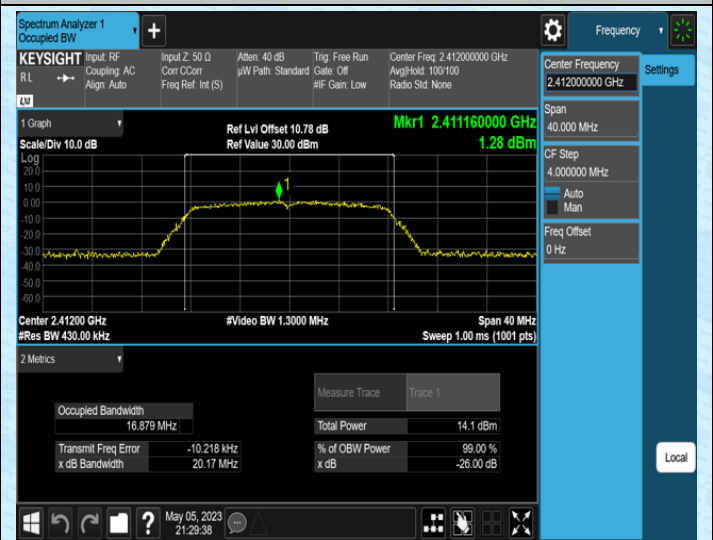 Spectrum Analyzer 1
Occupied BW
+
Frequency
KEYSIGHT
RL
LXI
Input: RF
Coupling: AC
Align: Auto
Input Z: 50 Ω
Corr CCorr
Freq Ref: Int (S)
Atten: 40 dB
µW Path: Standard
Trig: Free Run
Gate: Off
#IF Gain: Low
Center Freq: 2.412000000 GHz
Avg|Hold: 100/100
Radio Std: None
Center Frequency
2.412000000 GHz
Settings
Span
40.000 MHz
CF Step
4.000000 MHz
Auto
Man
Freq Offset
0 Hz
Local
1 Graph
Scale/Div 10.0 dB
Ref Lvl Offset 10.78 dB
Ref Value 30.00 dBm
Mkr1 2.411160000 GHz
1.28 dBm
Log
20.0
10.0
0.00
-10.0
-20.0
-30.0
-40.0
-50.0
-60.0
1
Center 2.41200 GHz
#Video BW 1.3000 MHz
Span 40 MHz
#Res BW 430.00 kHz
Sweep 1.00 ms (1001 pts)
2 Metrics
Measure Trace
Trace 1
Occupied Bandwidth
16.879 MHz
Total Power
14.1 dBm
Transmit Freq Error
-10.218 kHz
% of OBW Power
99.00 %
x dB Bandwidth
20.17 MHz
x dB
-26.00 dB
?
May 05, 2023
21:29:38